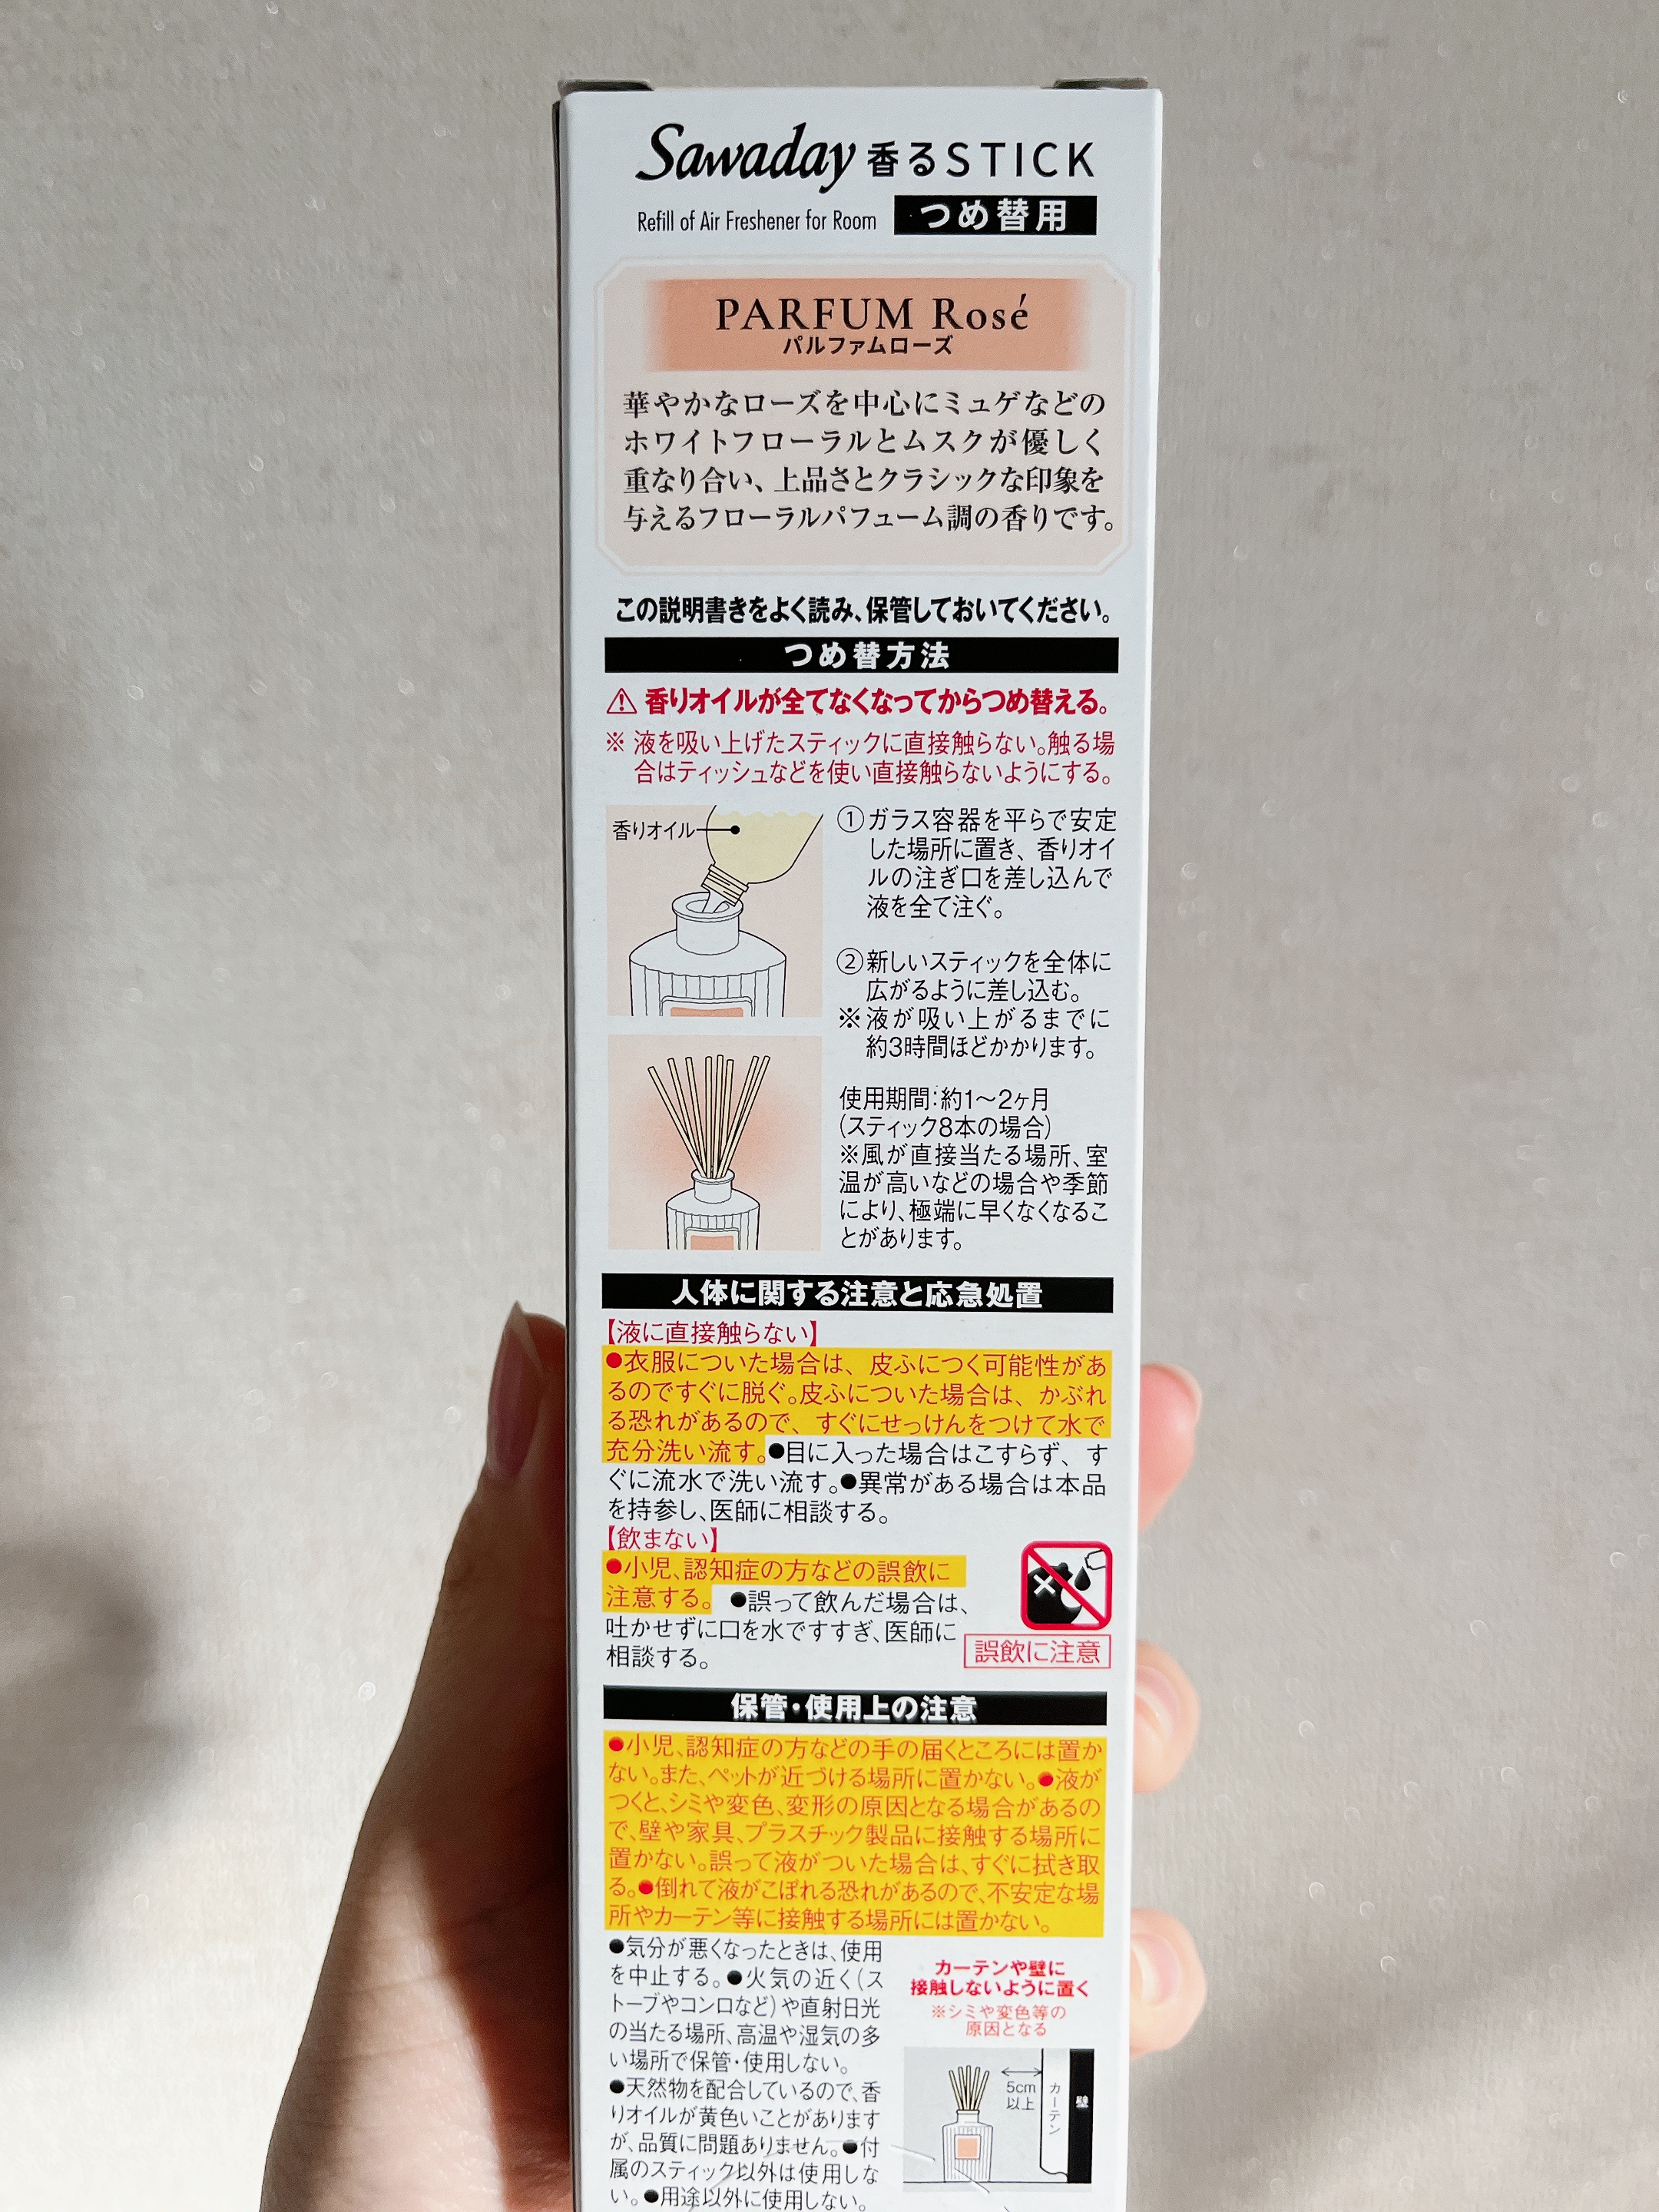 Sawaday 香るSTICK
Refill of Air Freshener for Room つめ替用
PARFUM Rosé
パルファムローズ
華やかなローズを中心にミュゲなどの
ホワイトフローラルとムスクが優しく
重なり合い、上品さとクラシックな印象を
与えるフローラルパフューム調の香りです。
この説明書きをよく読み、保管しておいてください。
つめ替方法
⚠ 香りオイルが全てなくなってからつめ替える。
※ 液を吸い上げたスティックに直接触らない。触る場
合はティッシュなどを使い直接触らないようにする。
香りオイル
①ガラス容器を平らで安定
した場所に置き、香りオイ
ルの注ぎ口を差し込んで
液を全て注ぐ。
②新しいスティックを全体に
広がるように差し込む。
※液が吸い上がるまでに
約3時間ほどかかります。
使用期間:約1〜2ヶ月
(スティック8本の場合)
※風が直接当たる場所、室
温が高いなどの場合や季節
により、極端に早くなくなるこ
とがあります。
人体に関する注意と応急処置
【液に直接触らない】
●衣服についた場合は、皮ふにつく可能性があ
るのですぐに脱ぐ。皮ふについた場合は、かぶれ
る恐れがあるので、すぐにせっけんをつけて水で
充分洗い流す。●目に入った場合はこすらず、す
ぐに流水で洗い流す。●異常がある場合は本品
を持参し、医師に相談する。
【飲まない】
●小児、認知症の方などの誤飲に
注意する。 ●誤って飲んだ場合は、
吐かせずに口を水ですすぎ、医師に
相談する。
誤飲に注意
保管・使用上の注意
●小児、認知症の方などの手の届くところには置か
ない。また、ペットが近づける場所に置かない。●液が
つくと、シミや変色、変形の原因となる場合があるの
で、壁や家具、プラスチック製品に接触する場所に
置かない。誤って液がついた場合は、すぐに拭き取
る。●倒れて液がこぼれる恐れがあるので、不安定な場
所やカーテン等に接触する場所には置かない。
●気分が悪くなったときは、使用
を中止する。●火気の近く(ス
トーブやコンロなど)や直射日光
の当たる場所、高温や湿気の多
い場所で保管・使用しない。
●天然物を配合しているので、香
りオイルが黄色いことがあります
が、品質に問題ありません。●付
属のスティック以外は使用しな
い。●用途以外に使用しない。
カーテンや壁に
接触しないように置く
※シミや変色等の
原因となる
5cm
以上
カーテン
壁